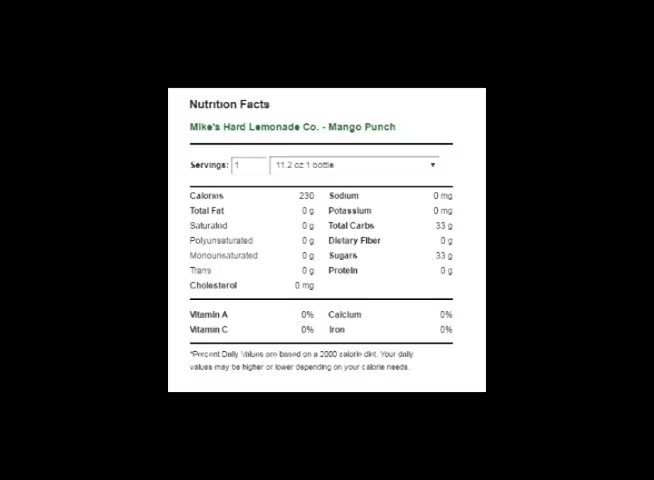 Nutrition Facts
Mike's Hard Lemonade Co. - Mango Punch
Servings: 1 11.2 oz 1 bottle
Calories 230 Sodium 0 mg
Total Fat 0 g Potassium 0 mg
Saturated 0 g Total Carbs 33 g
Polyunsaturated 0 g Dietary Fiber 0 g
Monounsaturated 0 g Sugars 33 g
Trans 0 g Protein 0 g
Cholesterol 0 mg
Vitamin A 0% Calcium 0%
Vitamin C 0% Iron 0%
*Percent Daily Values are based on a 2000 calorie diet. Your daily
values may be higher or lower depending on your calorie needs.